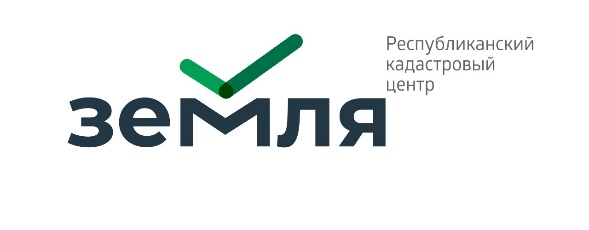 земля
Республиканский
кадастровый
центр